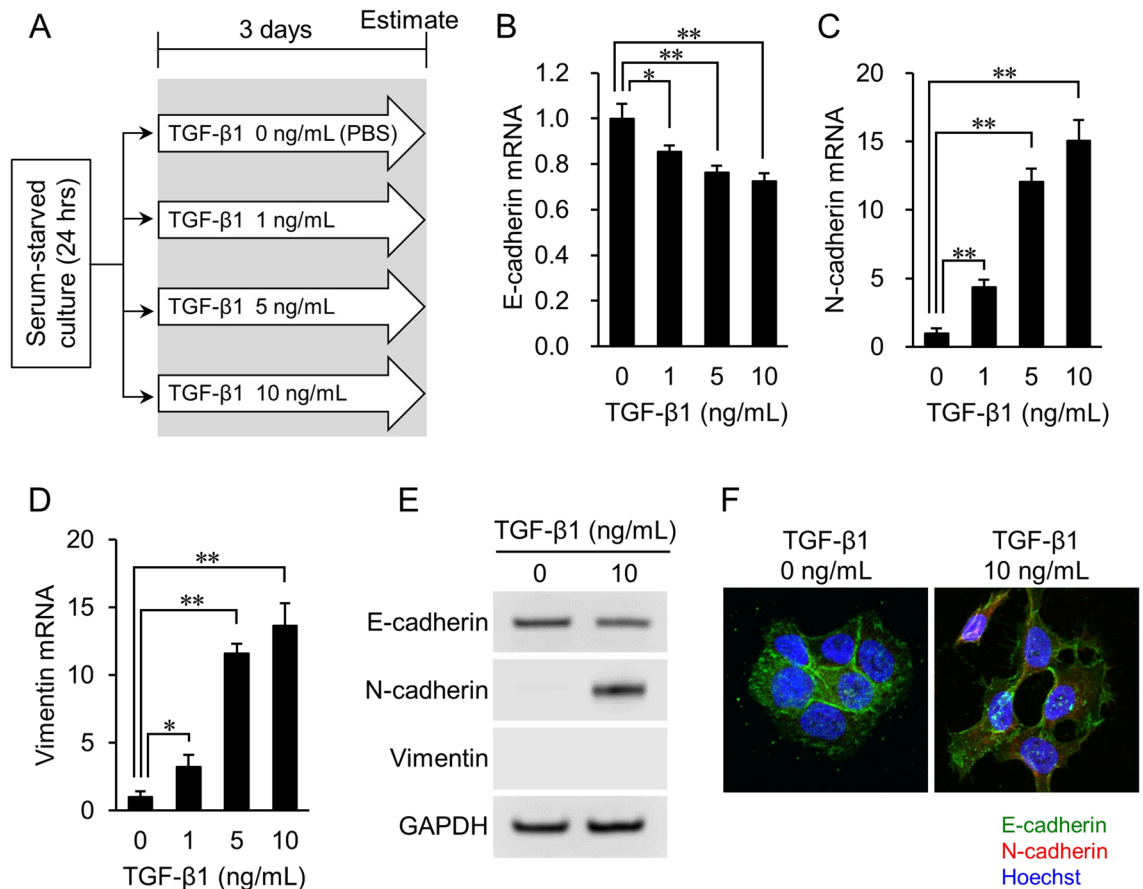 A
3 days
Estimate
Serum-starved
culture (24 hrs)
TGF-β1 0 ng/mL (PBS)
TGF-β1 1 ng/mL
TGF-β1 5 ng/mL
TGF-β1 10 ng/mL
B
E-cadherin mRNA
1.2
1.0
0.8
0.6
0.4
0.2
0.0
**
**
*
0 1 5 10
TGF-β1 (ng/mL)
C
N-cadherin mRNA
20
15
10
5
0
**
**
**
0 1 5 10
TGF-β1 (ng/mL)
D
Vimentin mRNA
20
15
10
5
0
**
**
*
0 1 5 10
TGF-β1 (ng/mL)
E
TGF-β1 (ng/mL)
0 10
E-cadherin
N-cadherin
Vimentin
GAPDH
F
TGF-β1
0 ng/mL
TGF-β1
10 ng/mL
E-cadherin
N-cadherin
Hoechst